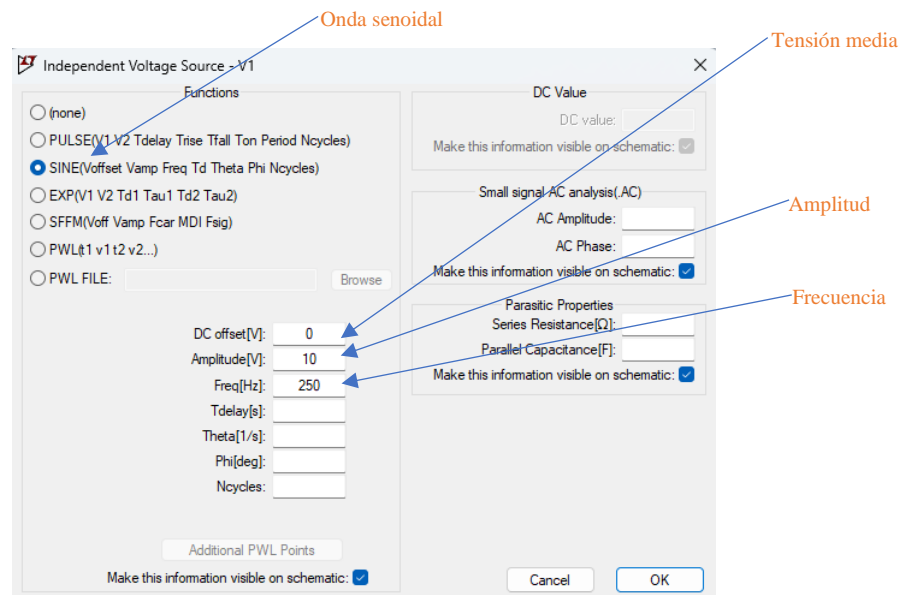 Onda senoidal
Tensión media
Independent Voltage Source - V1
Functions
(none)
PULSE(V1 V2 Tdelay Trise Tfall Ton Period Ncycles)
SINE(Voffset Vamp Freq Td Theta Phi Ncycles)
EXP(V1 V2 Td1 Tau1 Td2 Tau2)
SFFM(Voff Vamp Fcar MDI Fsig)
PWL(t1 v1 t2 v2...)
PWL FILE:
Browse
DC offset[V]: 0
Amplitude[V]: 10
Freq[Hz]: 250
Tdelay[s]:
Theta[1/s]:
Phi[deg]:
Ncycles:
Additional PWL Points
Make this information visible on schematic:
DC Value
DC value:
Make this information visible on schematic:
Small signal AC analysis(.AC)
AC Amplitude:
AC Phase:
Make this information visible on schematic:
Parasitic Properties
Series Resistance[Ω]:
Parallel Capacitance[F]:
Make this information visible on schematic:
Cancel
OK
Amplitud
Frecuencia